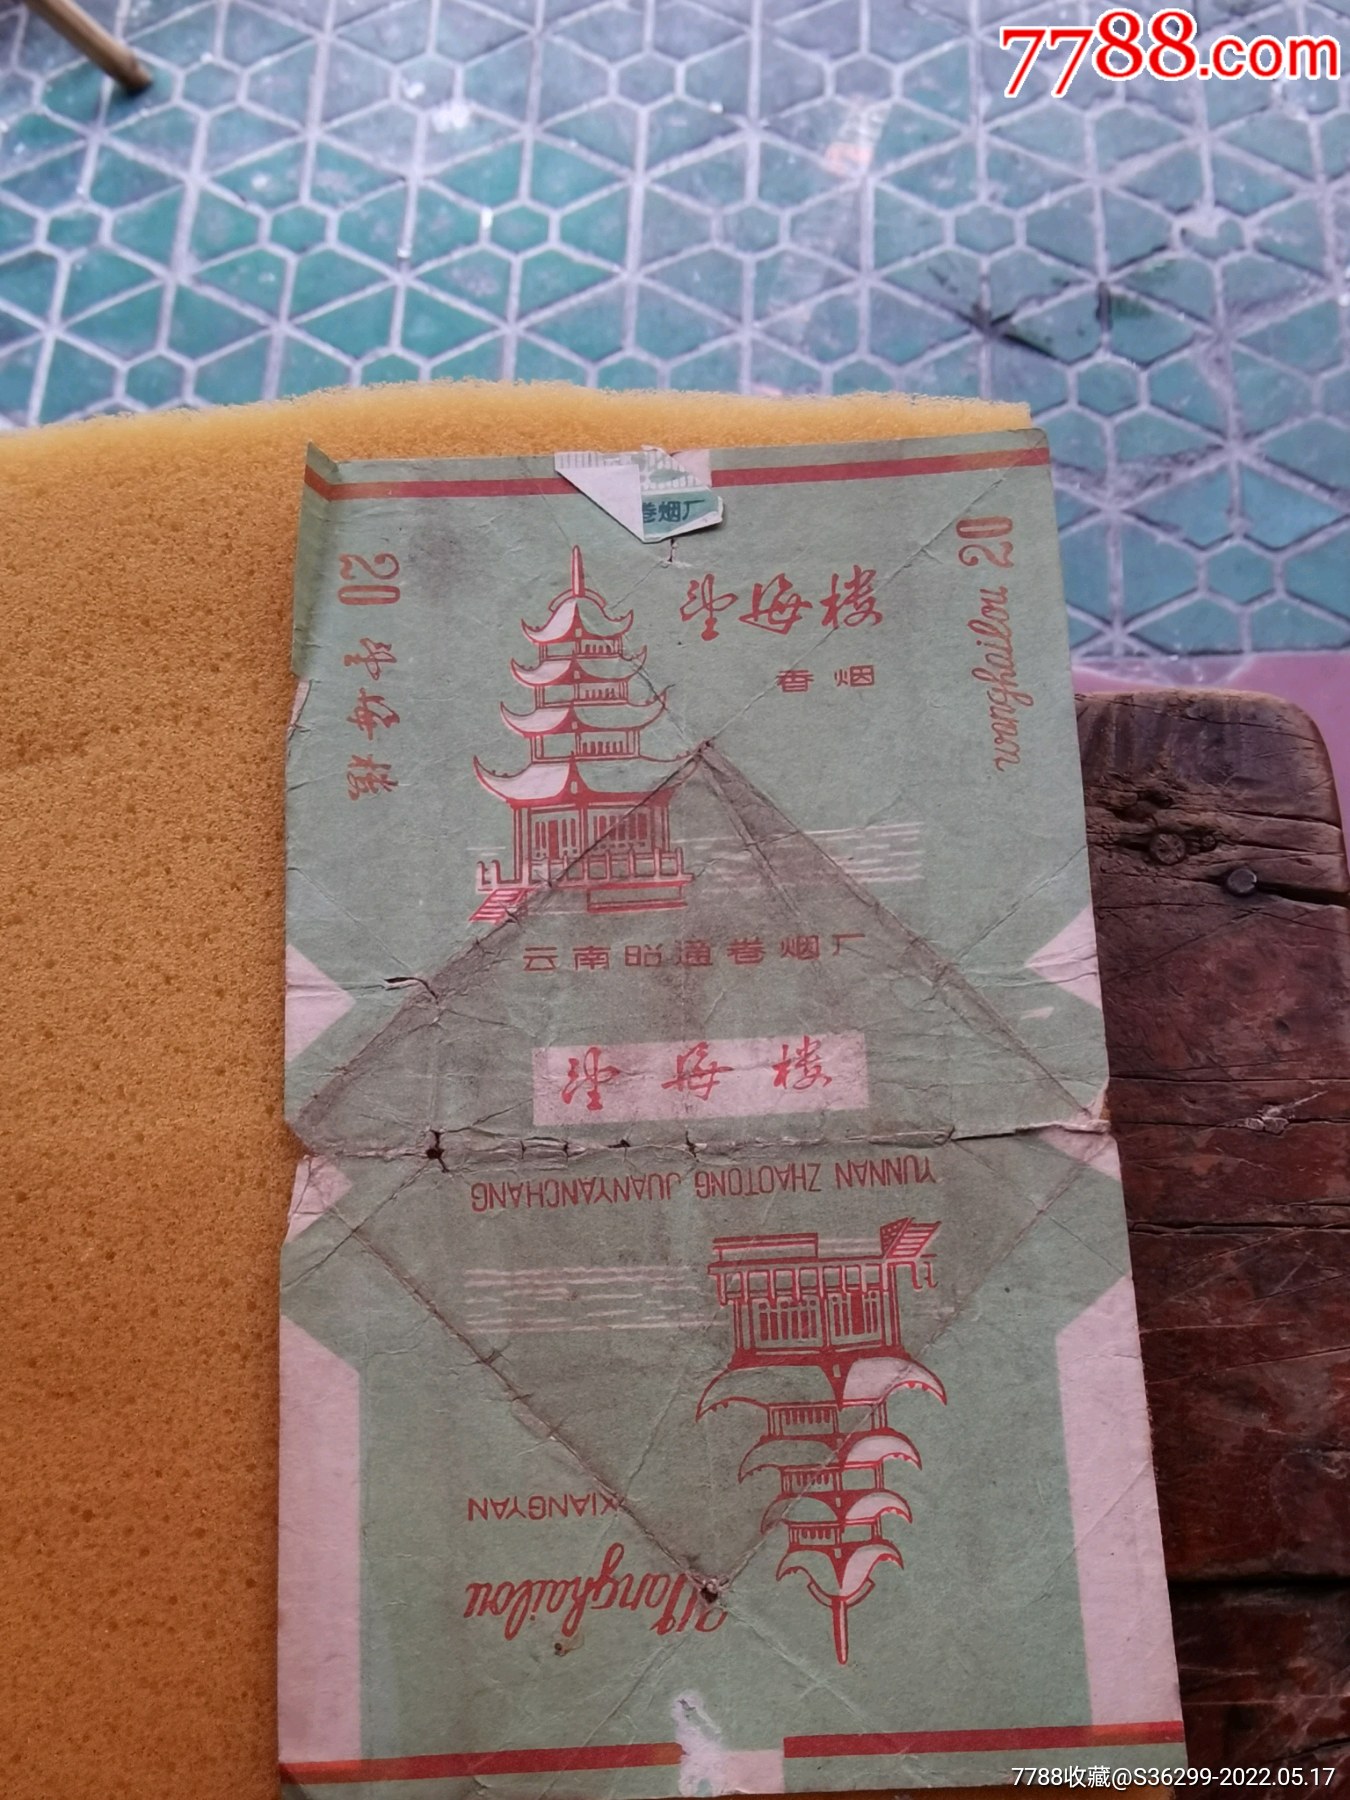 7788.com
卷烟厂
20
望海楼
望海楼
香烟
20
wanghailou
云南昭通卷烟厂
望海楼
YUNNAN ZHAOTONG JUANYANCHANG
XIANGYAN
Wanghailou
7788收藏@S36299-2022.05.17